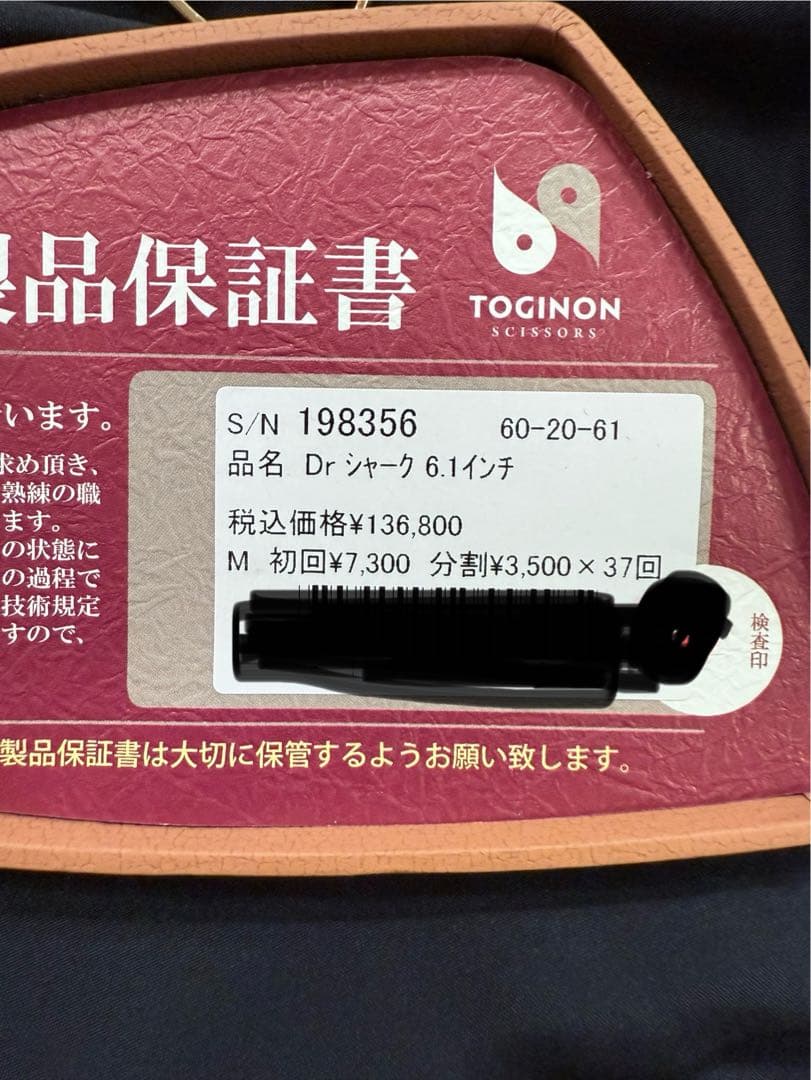 品保証書
TOGINON
SCISSORS
います。
求め頂き、
熟練の職
ます。
の状態に
の過程で
技術規定
すので、
S/N 198356 60-20-61
品名 Dr シャーク 6.1インチ
税込価格¥136,800
M 初回¥7,300 分割¥3,500×37回
検査印
製品保証書は大切に保管するようお願い致します。